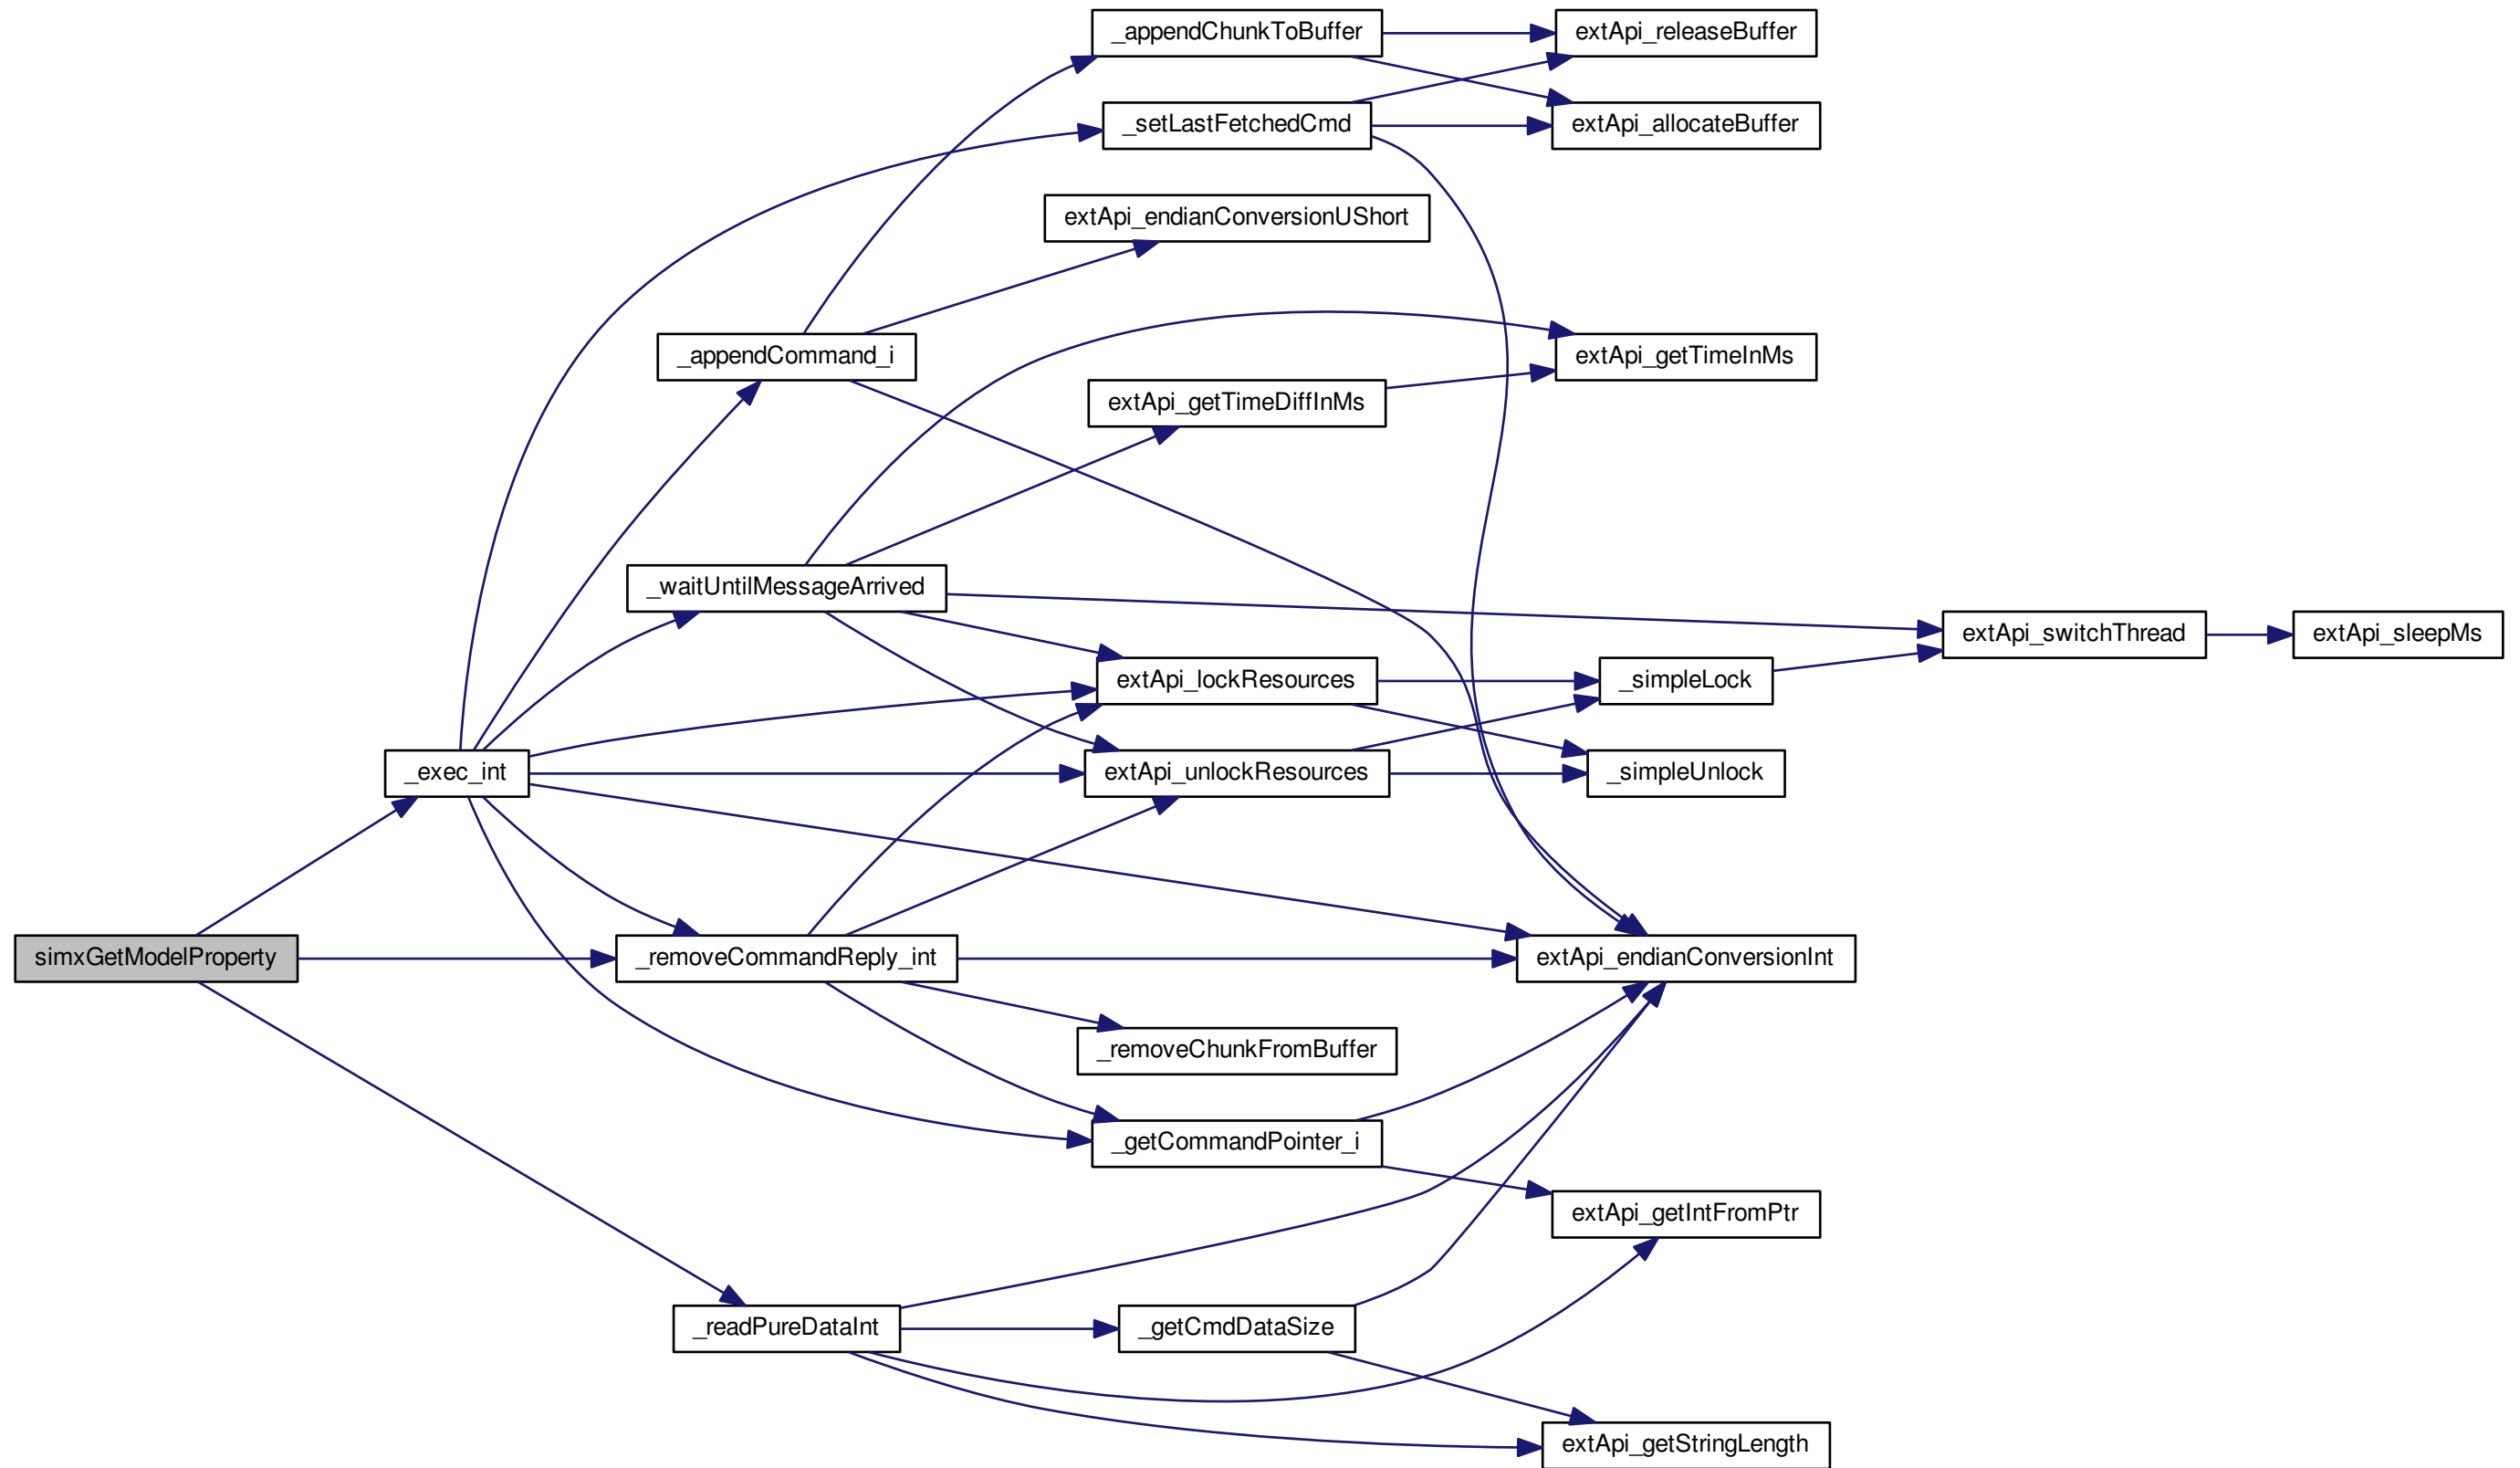 _appendChunkToBuffer
extApi_releaseBuffer
_setLastFetchedCmd
extApi_allocateBuffer
extApi_endianConversionUShort
_appendCommand_i
extApi_getTimeInMs
extApi_getTimeDiffInMs
_waitUntilMessageArrived
extApi_switchThread
extApi_sleepMs
extApi_lockResources
_simpleLock
_exec_int
extApi_unlockResources
_simpleUnlock
simxGetModelProperty
_removeCommandReply_int
extApi_endianConversionInt
_removeChunkFromBuffer
_getCommandPointer_i
extApi_getIntFromPtr
_readPureDataInt
_getCmdDataSize
extApi_getStringLength